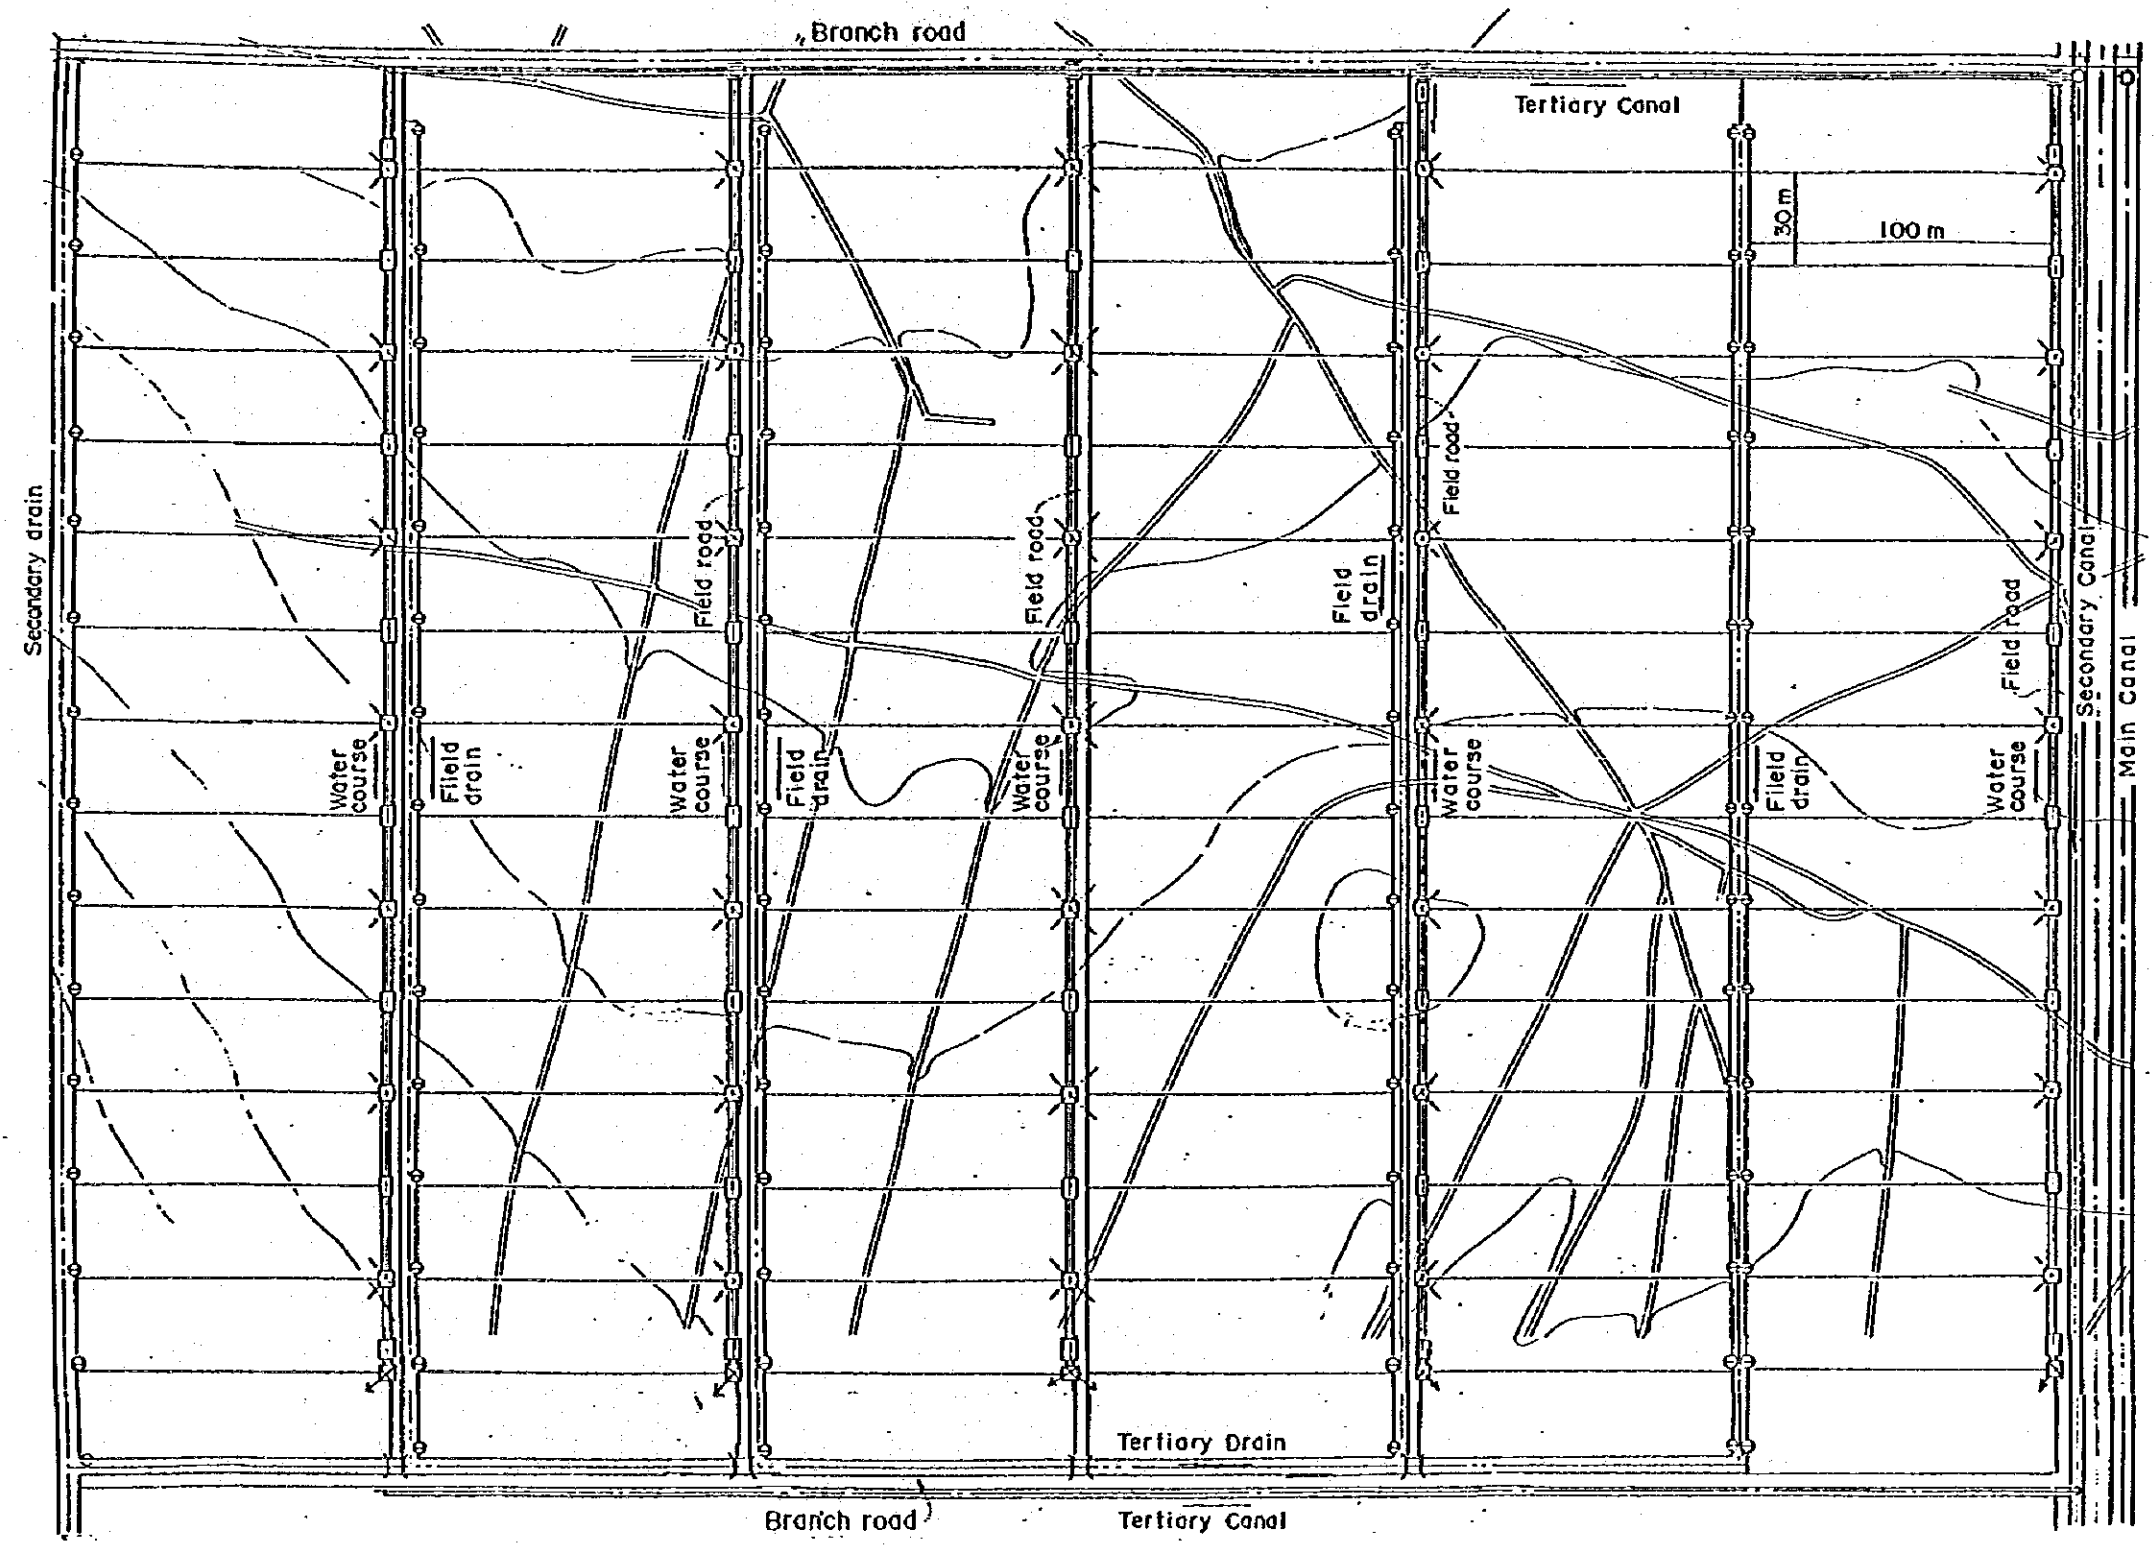 Branch road
Tertiary Canal
30 m
100 m
Secondary drain
Field road
Field road
Field road
Field drain
Field road
Secondary Canal
Main Canal
Water course
Fiield drain
Water course
Field drain
Water course
Water course
Fiield drain
Water course
Tertiary Drain
Branch road
Tertiary Canal